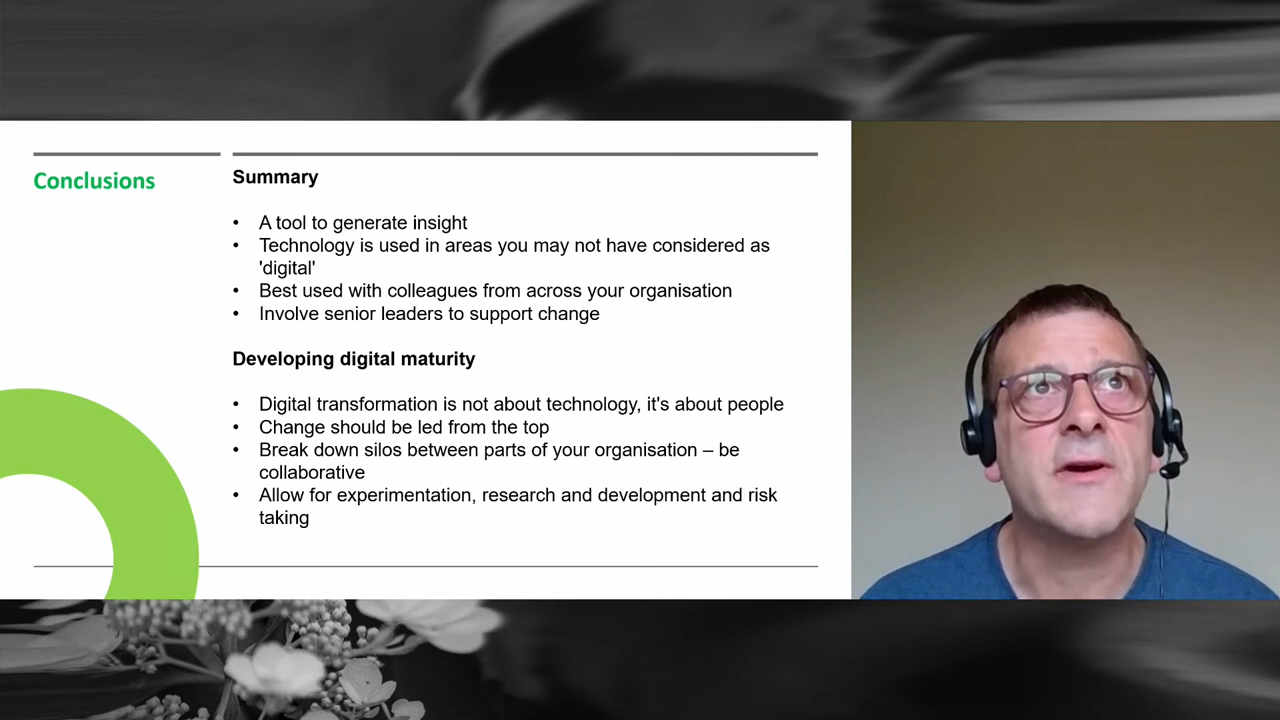 Conclusions
Summary
• A tool to generate insight
• Technology is used in areas you may not have considered as
'digital'
• Best used with colleagues from across your organisation
• Involve senior leaders to support change
Developing digital maturity
• Digital transformation is not about technology, it's about people
• Change should be led from the top
• Break down silos between parts of your organisation – be
collaborative
• Allow for experimentation, research and development and risk
taking